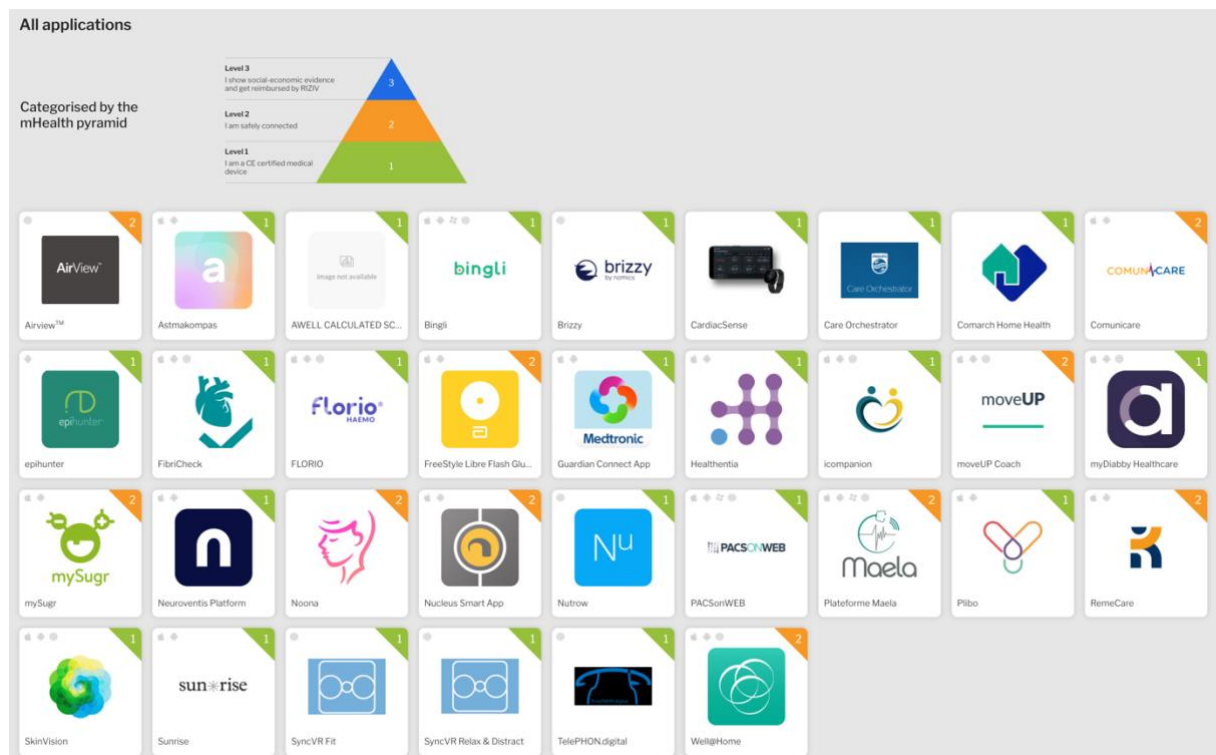 All applications
Categorised by the
mHealth pyramid
Level 3
I show social-economic evidence
and get reimbursed by RIZIV
3
Level 2
I am safely connected
2
Level 1
I am a CE certified medical
device
1
2
AirView™
Airview™
1
a
Astmakompas
1
image not available
AWELL CALCULATED SC...
1
bingli
Bingli
1
brizzy
by nomics
Brizzy
1
CardiacSense
1
PHILIPS
Care Orchestrator
Care Orchestrator
1
Comarch Home Health
2
COMUNICARE
Comunicare
1
epihunter
epihunter
1
FibriCheck
1
florio®
HAEMO
FLORIO
2
FreeStyle Libre Flash Glu...
1
Medtronic
Guardian Connect App
1
Healthentia
1
icompanion
2
moveUP
moveUP Coach
1
d
myDiabby Healthcare
2
mySugr
mySugr
1
n
Neuroventis Platform
2
Noona
2
Nucleus Smart App
1
Nu
Nutrow
1
PACSONWEB
PACSonWEB
2
Maela
Plateforme Maela
1
Plibo
2
RemeCare
1
SkinVision
1
sunrise
Sunrise
1
SyncVR Fit
1
SyncVR Relax & Distract
1
TelePHON.digital
2
Well@Home